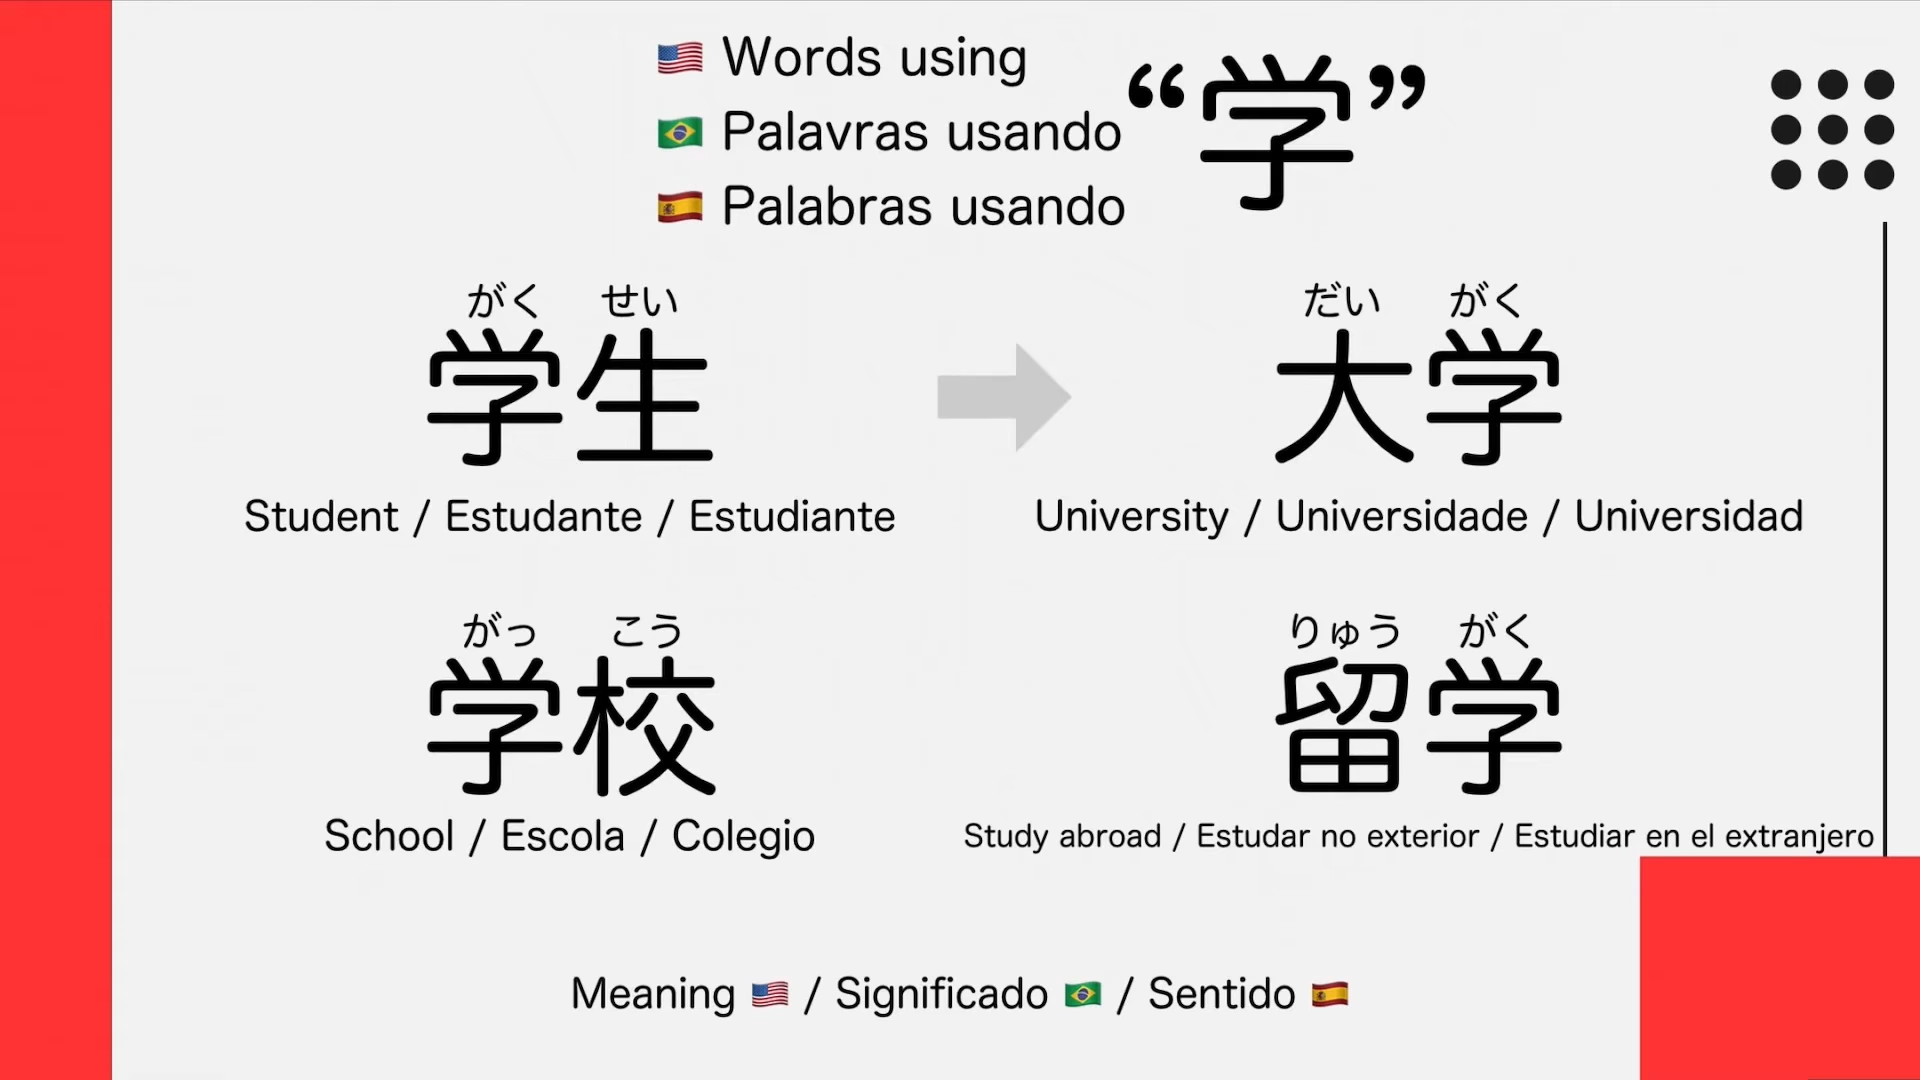 🇺🇸 Words using
🇧🇷 Palavras usando
🇪🇸 Palabras usando
“学”
がく せい
学生
Student / Estudante / Estudiante
だい がく
大学
University / Universidade / Universidad
がっ こう
学校
School / Escola / Colegio
りゅう がく
留学
Study abroad / Estudar no exterior / Estudiar en el extranjero
Meaning 🇺🇸 / Significado 🇧🇷 / Sentido 🇪🇸